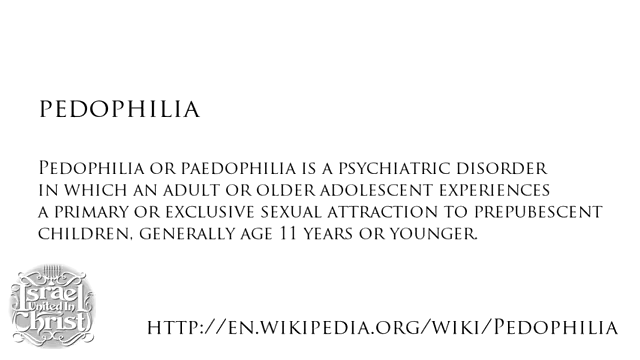 PEDOPHILIA
PEDOPHILIA OR PAEDOPHILIA IS A PSYCHIATRIC DISORDER
IN WHICH AN ADULT OR OLDER ADOLESCENT EXPERIENCES
A PRIMARY OR EXCLUSIVE SEXUAL ATTRACTION TO PREPUBESCENT
CHILDREN, GENERALLY AGE 11 YEARS OR YOUNGER.
Israel
United In
Christ
HTTP://EN.WIKIPEDIA.ORG/WIKI/PEDOPHILIA